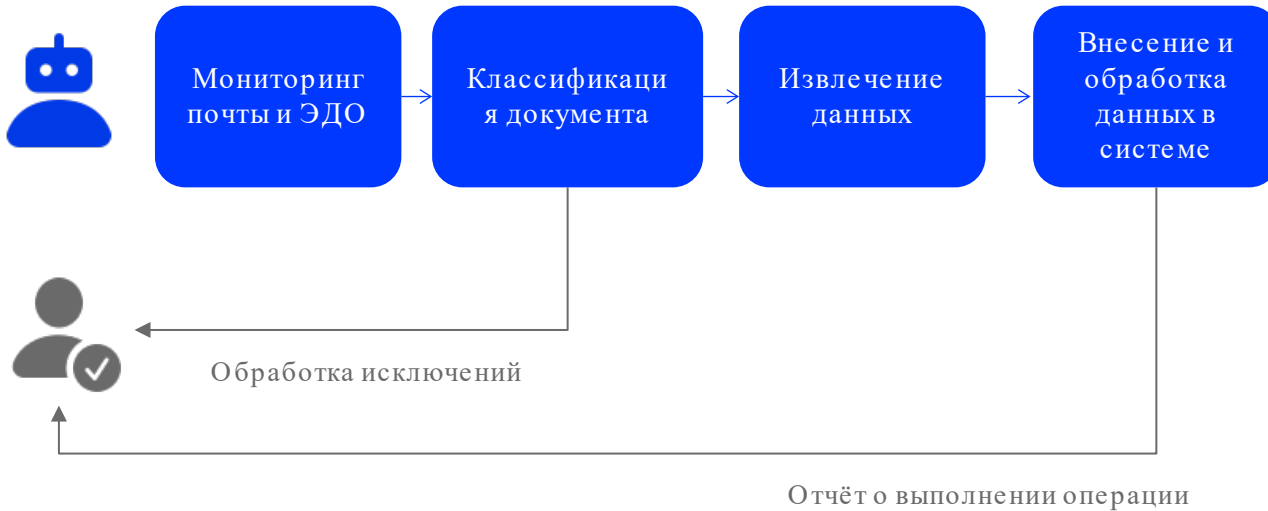 Мониторинг
почты и ЭДО
Классификаци
я документа
Извлечение
данных
Внесение и
обработка
данных в
системе
Обработка исключений
Отчёт о выполнении операции